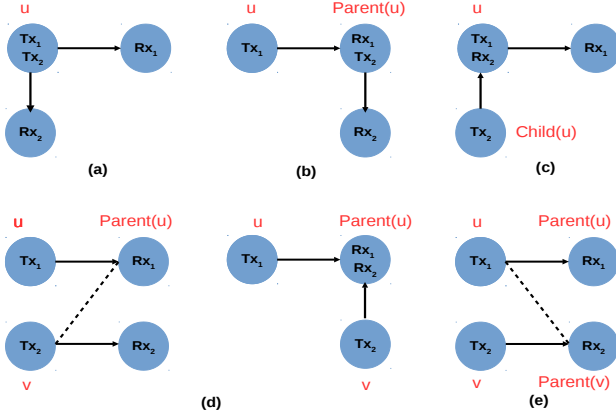 u
Tx1
Tx2
Rx1
Rx2
(a)
u
Parent(u)
Tx1
Rx1
Tx2
Rx2
(b)
u
Tx1
Rx2
Rx1
Tx2
Child(u)
(c)
u
Parent(u)
Tx1
Rx1
Tx2
Rx2
v
u
Parent(u)
Tx1
Rx1
Rx2
Tx2
v
(d)
u
Parent(u)
Tx1
Rx1
Tx2
Rx2
v
Parent(v)
(e)